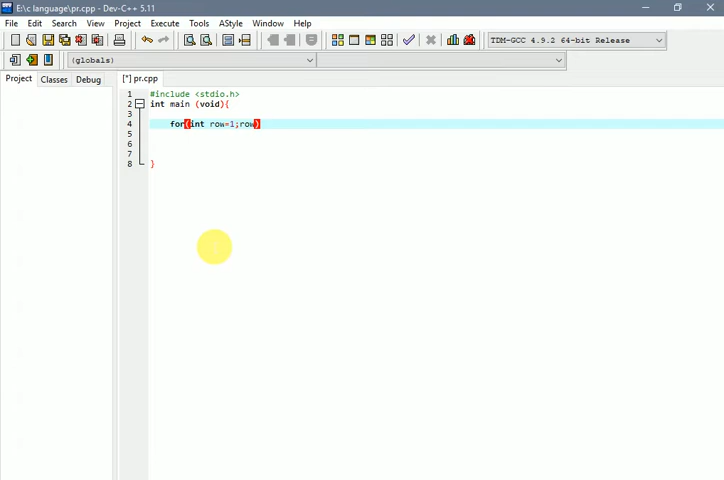 E:\c language\pr.cpp - Dev-C++ 5.11
File Edit Search View Project Execute Tools AStyle Window Help
TDM-GCC 4.9.2 64-bit Release
(globals)
Project Classes Debug
[*] pr.cpp
1 #include <stdio.h>
2 int main (void){
3
4 for(int row=1;row)
5
6
7
8 }